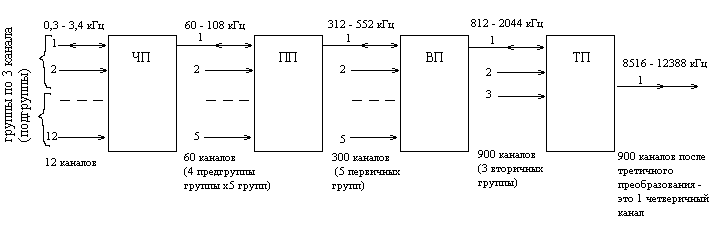 0,3 - 3,4 кГц
60 - 108 кГц
312 - 552 кГц
812 - 2044 кГц
8516 - 12388 кГц
группы по 3 канала
(подгруппы)
1
2
12
ЧП
1
2
5
ПП
1
2
5
ВП
1
2
3
ТП
1
12 каналов
60 каналов
(4 предгруппы
группы х5 групп)
300 каналов
(5 первичных
групп)
900 каналов
(3 вторичных
группы)
900 каналов после
третичного
преобразования -
это 1 четверичный
канал